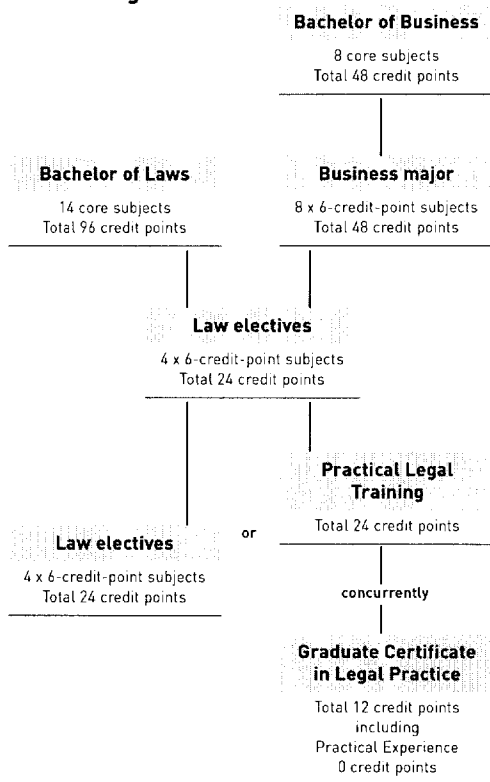 Bachelor of Business
8 core subjects
Total 48 credit points
Bachelor of Laws
14 core subjects
Total 96 credit points
Business major
8 x 6-credit-point subjects
Total 48 credit points
Law electives
4 x 6-credit-point subjects
Total 24 credit points
Law electives
4 x 6-credit-point subjects
Total 24 credit points
or
Practical Legal
Training
Total 24 credit points
concurrently
Graduate Certificate
in Legal Practice
Total 12 credit points
including
Practical Experience
0 credit points